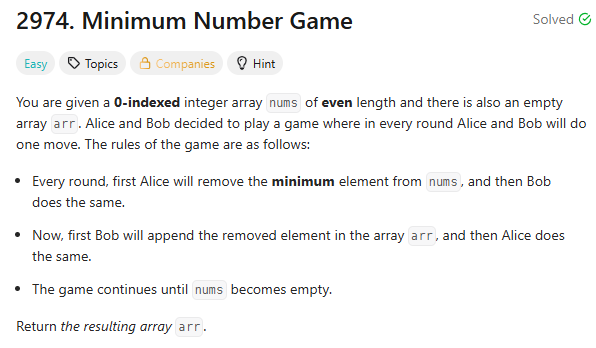 2974. Minimum Number Game
Solved
Easy Topics Companies Hint
You are given a 0-indexed integer array nums of even length and there is also an empty
array arr. Alice and Bob decided to play a game where in every round Alice and Bob will do
one move. The rules of the game are as follows:
• Every round, first Alice will remove the minimum element from nums, and then Bob
does the same.
• Now, first Bob will append the removed element in the array arr, and then Alice does
the same.
• The game continues until nums becomes empty.
Return the resulting array arr.